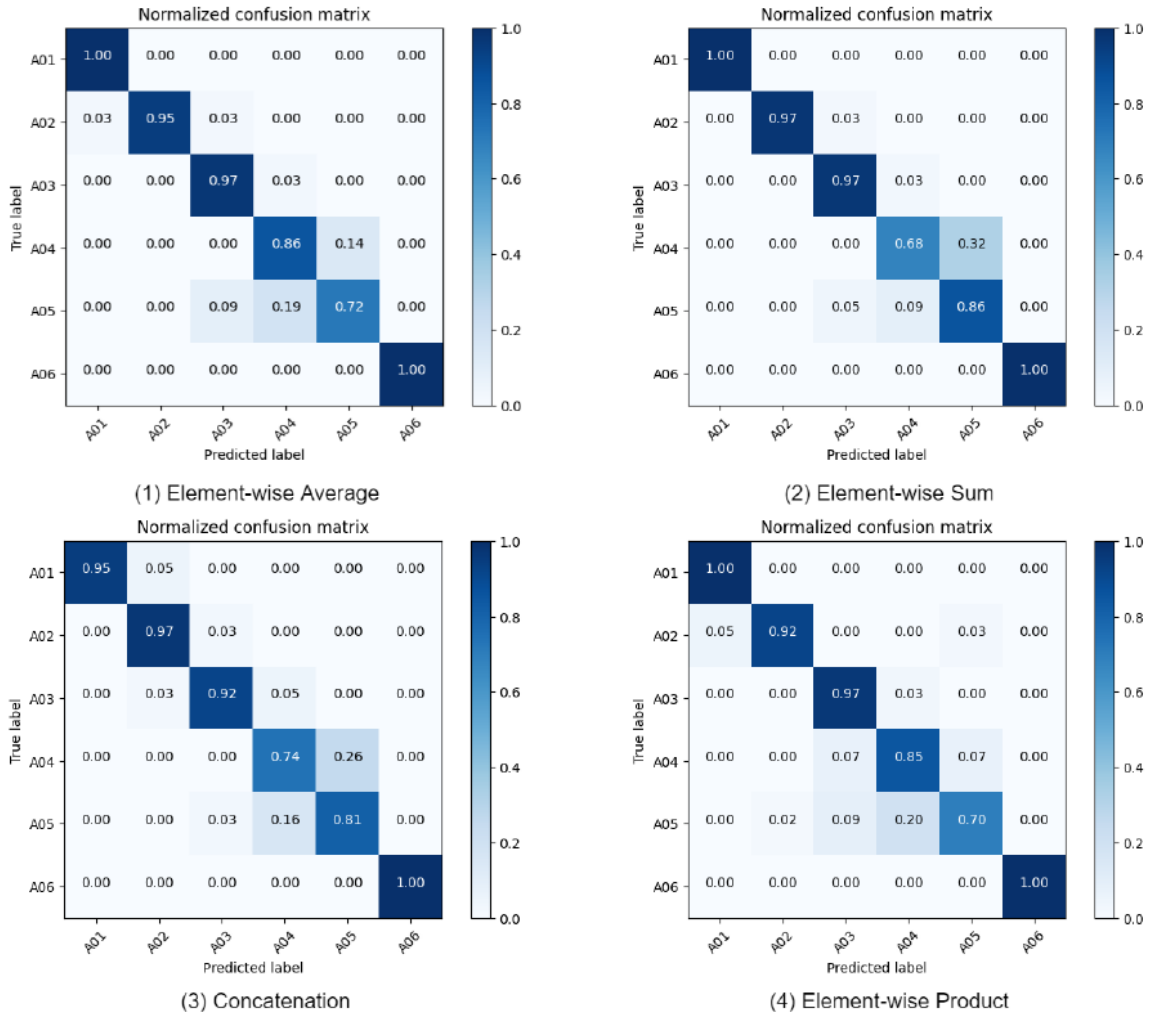 Normalized confusion matrix
A01 1.00 0.00 0.00 0.00 0.00 0.00
A02 0.03 0.95 0.03 0.00 0.00 0.00
A03 0.00 0.00 0.97 0.03 0.00 0.00
A04 0.00 0.00 0.00 0.86 0.14 0.00
A05 0.00 0.00 0.09 0.19 0.72 0.00
A06 0.00 0.00 0.00 0.00 0.00 1.00
True label
A01 A02 A03 A04 A05 A06
Predicted label
1.0
0.8
0.6
0.4
0.2
0.0
(1) Element-wise Average
Normalized confusion matrix
A01 1.00 0.00 0.00 0.00 0.00 0.00
A02 0.00 0.97 0.03 0.00 0.00 0.00
A03 0.00 0.00 0.97 0.03 0.00 0.00
A04 0.00 0.00 0.00 0.68 0.32 0.00
A05 0.00 0.00 0.05 0.09 0.86 0.00
A06 0.00 0.00 0.00 0.00 0.00 1.00
True label
A01 A02 A03 A04 A05 A06
Predicted label
1.0
0.8
0.6
0.4
0.2
0.0
(2) Element-wise Sum
Normalized confusion matrix
A01 0.95 0.05 0.00 0.00 0.00 0.00
A02 0.00 0.97 0.03 0.00 0.00 0.00
A03 0.00 0.03 0.92 0.05 0.00 0.00
A04 0.00 0.00 0.00 0.74 0.26 0.00
A05 0.00 0.00 0.03 0.16 0.81 0.00
A06 0.00 0.00 0.00 0.00 0.00 1.00
True label
A01 A02 A03 A04 A05 A06
Predicted label
1.0
0.8
0.6
0.4
0.2
0.0
(3) Concatenation
Normalized confusion matrix
A01 1.00 0.00 0.00 0.00 0.00 0.00
A02 0.05 0.92 0.00 0.00 0.03 0.00
A03 0.00 0.00 0.97 0.03 0.00 0.00
A04 0.00 0.00 0.07 0.85 0.07 0.00
A05 0.00 0.02 0.09 0.20 0.70 0.00
A06 0.00 0.00 0.00 0.00 0.00 1.00
True label
A01 A02 A03 A04 A05 A06
Predicted label
1.0
0.8
0.6
0.4
0.2
0.0
(4) Element-wise Product